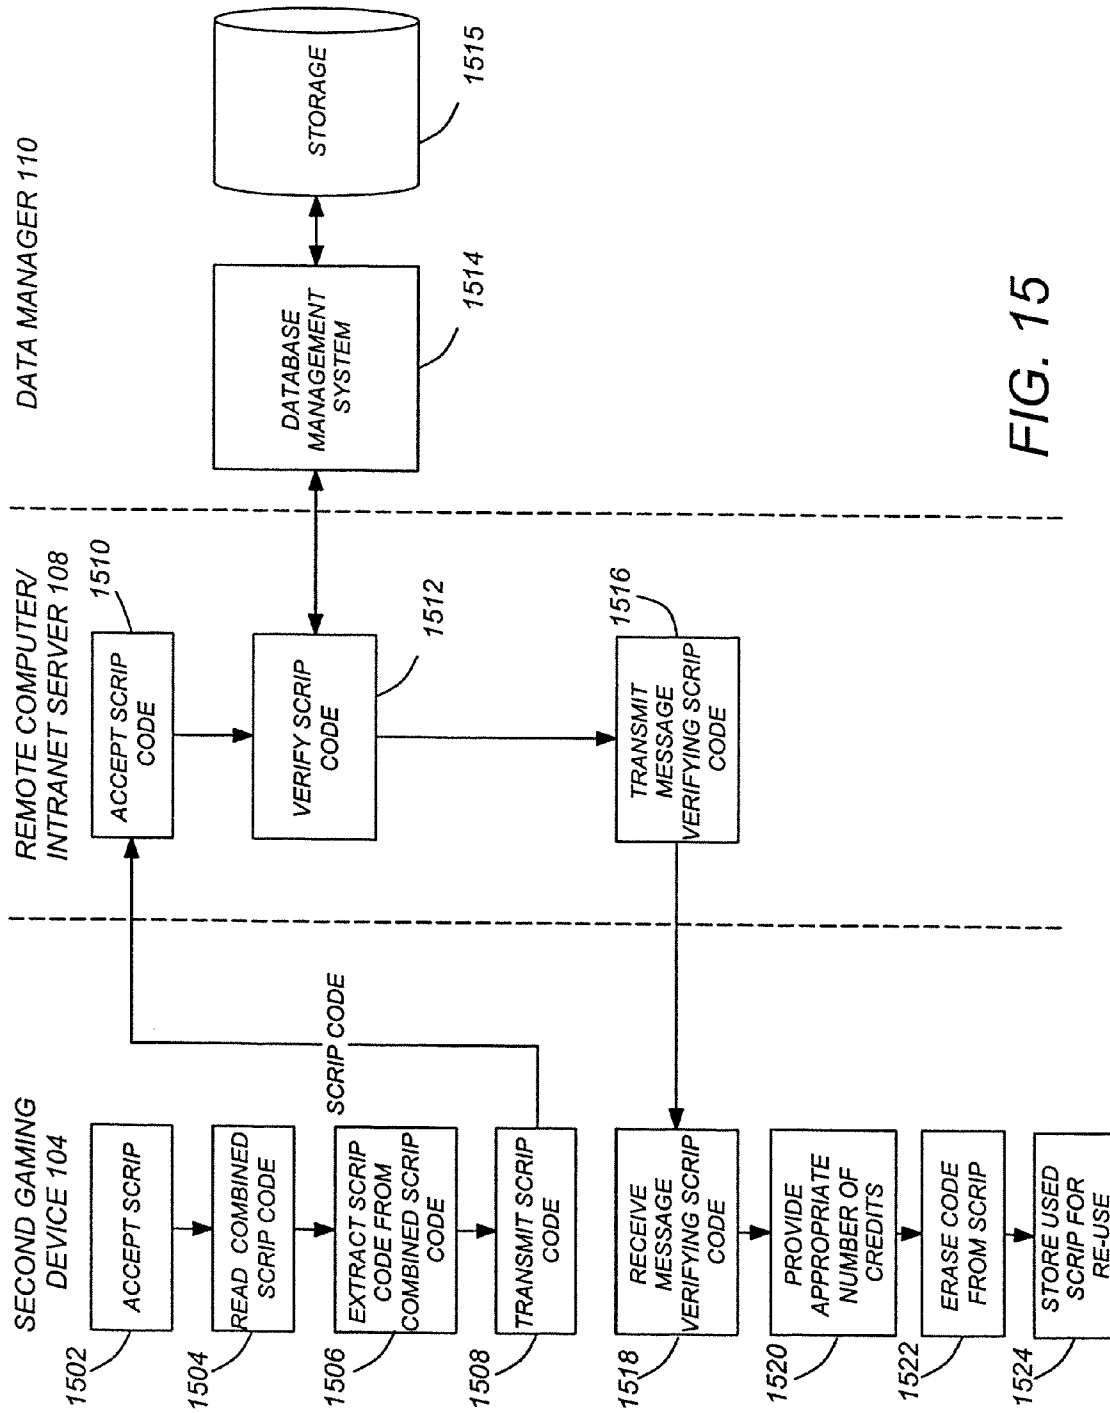 SECOND GAMING
DEVICE 104
1502
ACCEPT SCRIP
1504
READ COMBINED
SCRIP CODE
1506
EXTRACT SCRIP
CODE FROM
COMBINED SCRIP
CODE
1508
TRANSMIT SCRIP
CODE
SCRIP CODE
1518
RECEIVE
MESSAGE
VERIFYING SCRIP
CODE
1520
PROVIDE
APPROPRIATE
NUMBER OF
CREDITS
1522
ERASE CODE
FROM SCRIP
1524
STORE USED
SCRIP FOR
RE-USE
REMOTE COMPUTER/
INTRANET SERVER 108
ACCEPT SCRIP
CODE
1510
VERIFY SCRIP
CODE
1512
TRANSMIT
MESSAGE
VERIFYING SCRIP
CODE
1516
DATA MANAGER 110
DATABASE
MANAGEMENT
SYSTEM
1514
STORAGE
1515
FIG. 15